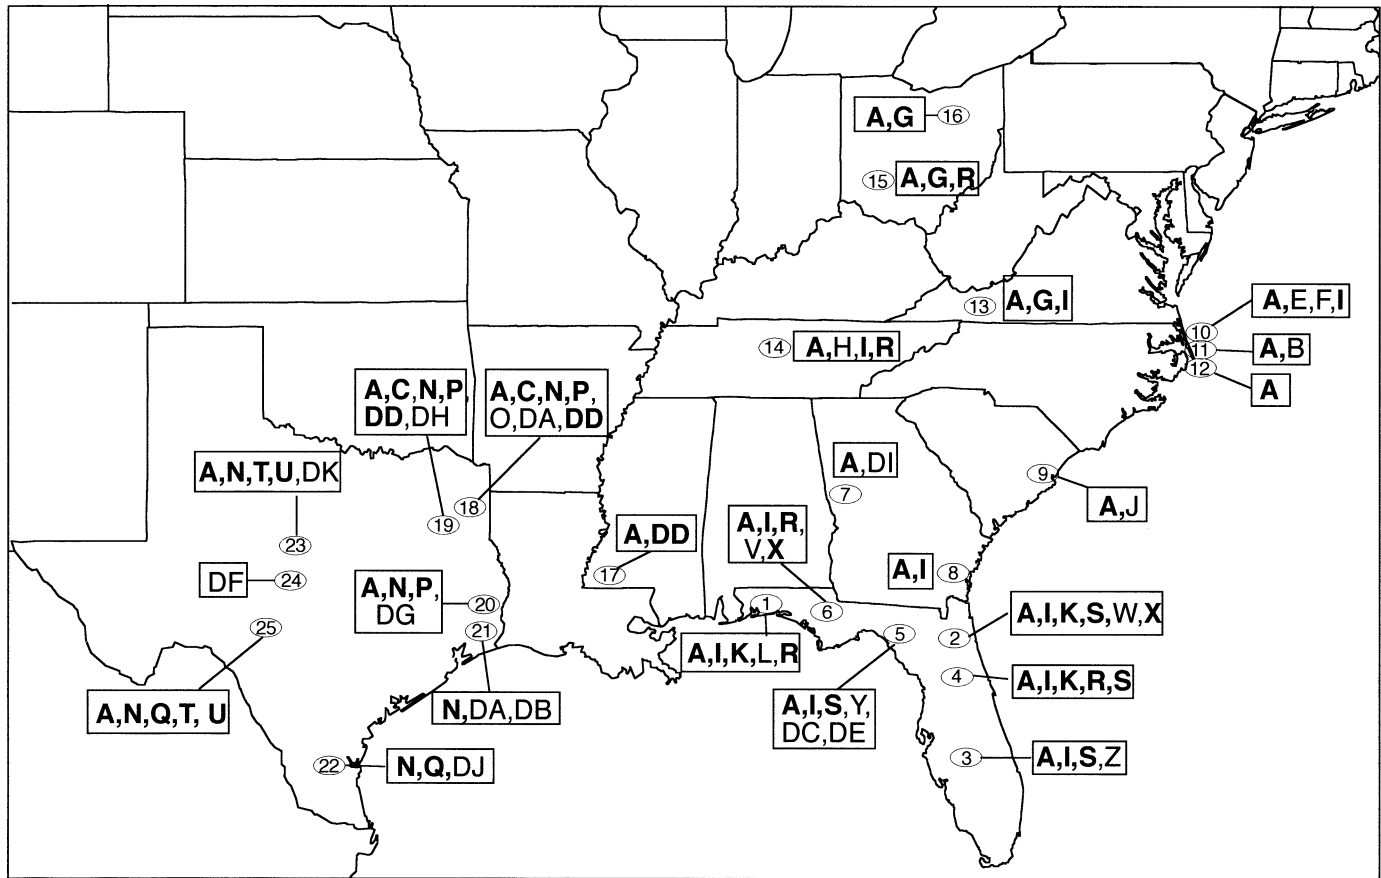 A,G
16
15
A,G,R
13
A,G,I
14
A,H,I,R
10
A,E,F,I
11
A,B
12
A
A,C,N,P
DD,DH
A,C,N,P,
O,DA,DD
A,N,T,U,DK
18
19
23
A,DI
7
9
A,J
A,I,R,
V,X
A,DD
17
A,I
8
DF
24
A,N,P,
DG
20
21
25
1
6
5
2
A,I,K,S,W,X
A,I,K,L,R
4
A,I,K,R,S
A,N,Q,T, U
N,DA,DB
A,I,S,Y,
DC,DE
22
N,Q,DJ
3
A,I,S,Z